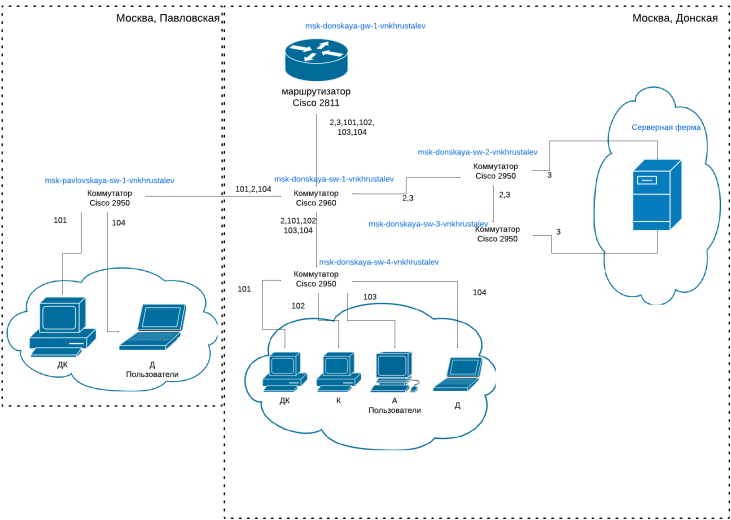 Москва, Павловская
Москва, Донская
msk-donskaya-gw-1-vnkhrustalev
маршрутизатор
Cisco 2811
2,3,101,102,
103,104
Серверная ферма
msk-donskaya-sw-2-vnkhrustalev
Коммутатор
Cisco 2950
3
msk-pavlovskaya-sw-1-vnkhrustalev
Коммутатор
Cisco 2950
101,2,104
msk-donskaya-sw-1-vnkhrustalev
Коммутатор
Cisco 2960
2,3
2,3
101
104
2,101,102
103,104
msk-donskaya-sw-3-vnkhrustalev
Коммутатор
Cisco 2950
3
msk-donskaya-sw-4-vnkhrustalev
Коммутатор
Cisco 2950
101
102
103
104
ДК
Д
Пользователи
ДК
К
А
Пользователи
Д